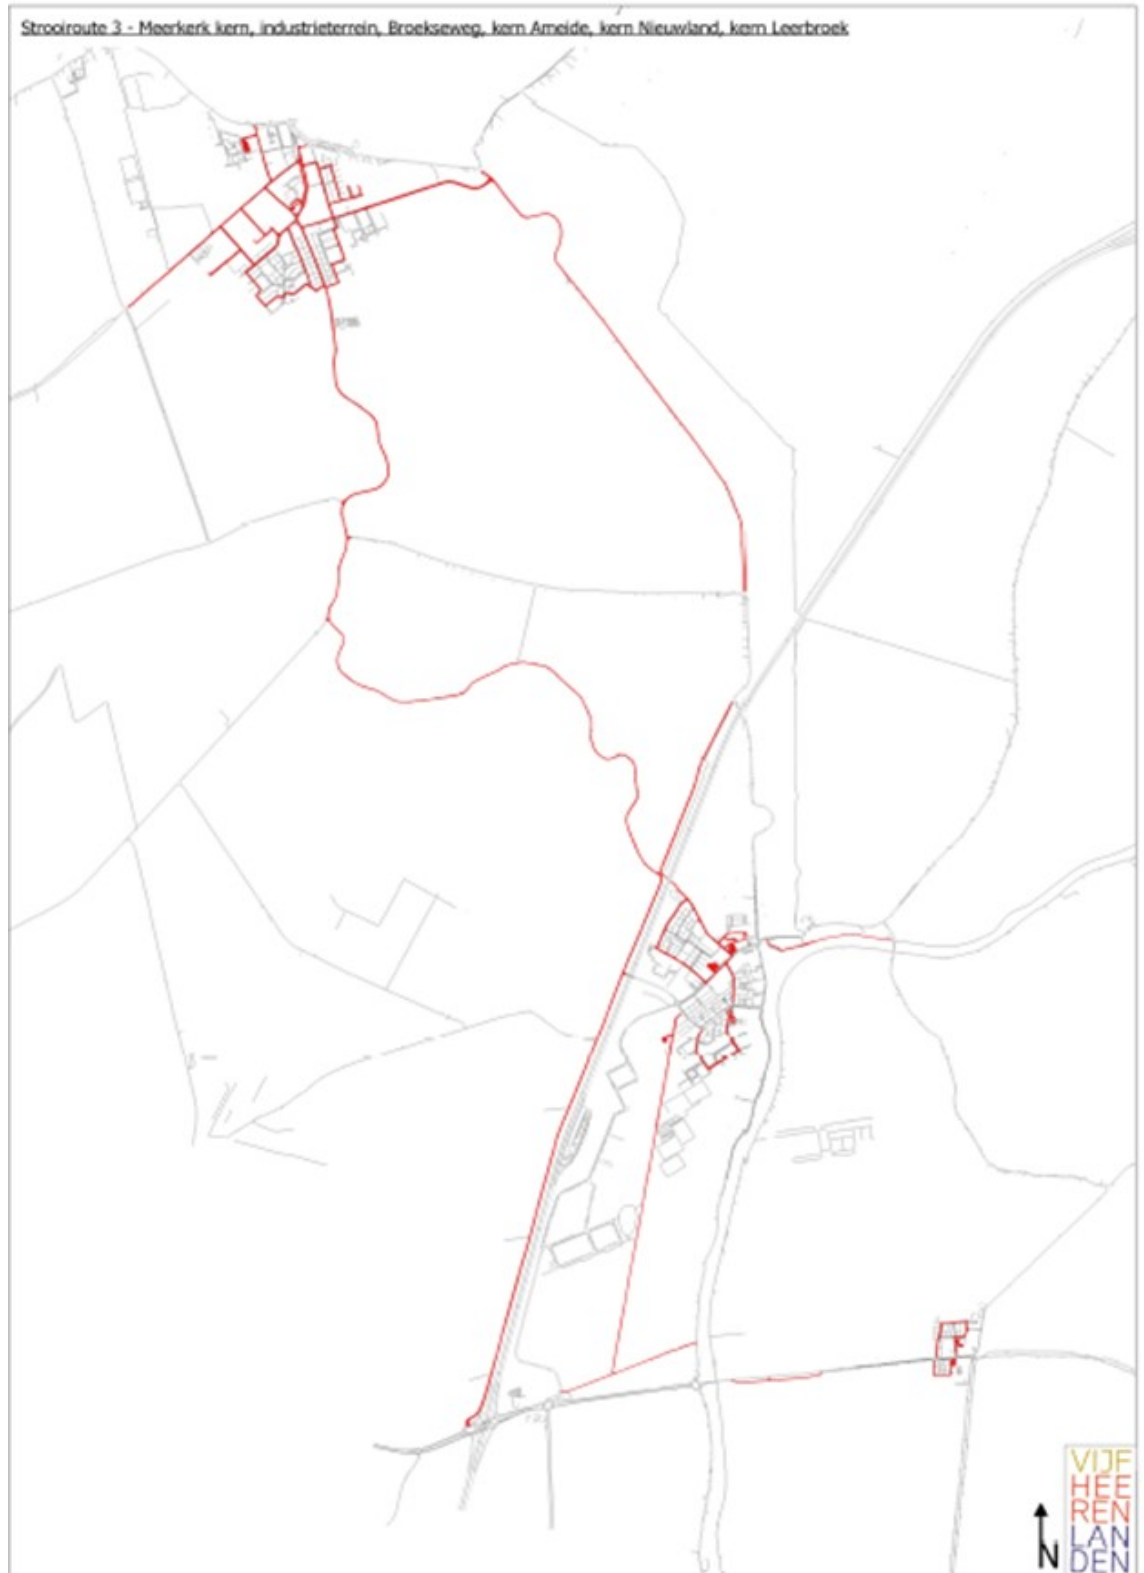 Strooiroute 3 - Meerkerk kern, industrieterrein, Broekseweg, kern Ameide, kern Nieuwland, kern Leerbroek
VIJF
HEE
REN
LAN
DEN
N